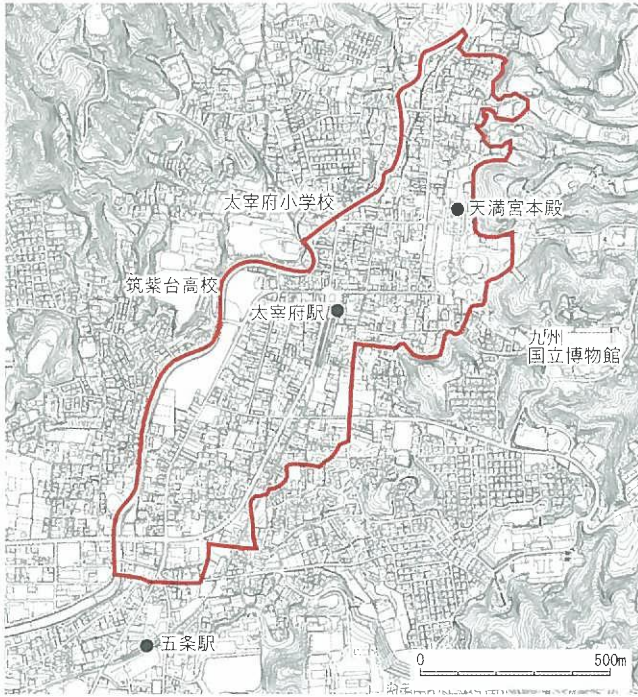 太宰府小学校
天満宮本殿
筑紫台高校
太宰府駅
九州
国立博物館
五条駅
0 500m